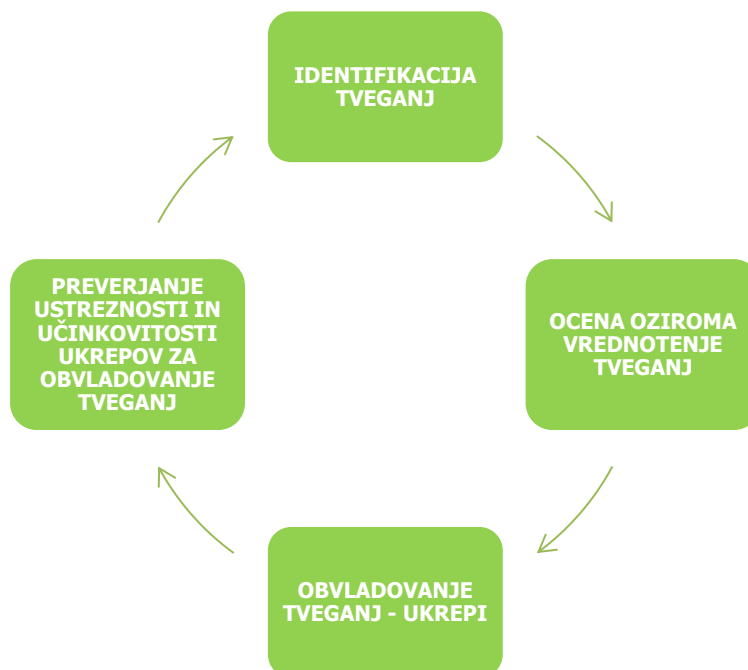 IDENTIFIKACIJA
TVEGANJ
OCENA OZIROMA
VREDNOTENJE
TVEGANJ
OBVLADOVANJE
TVEGANJ - UKREPI
PREVERJANJE
USTREZNOSTI IN
UČINKOVITOSTI
UKREPOV ZA
OBVLADOVANJE
TVEGANJ